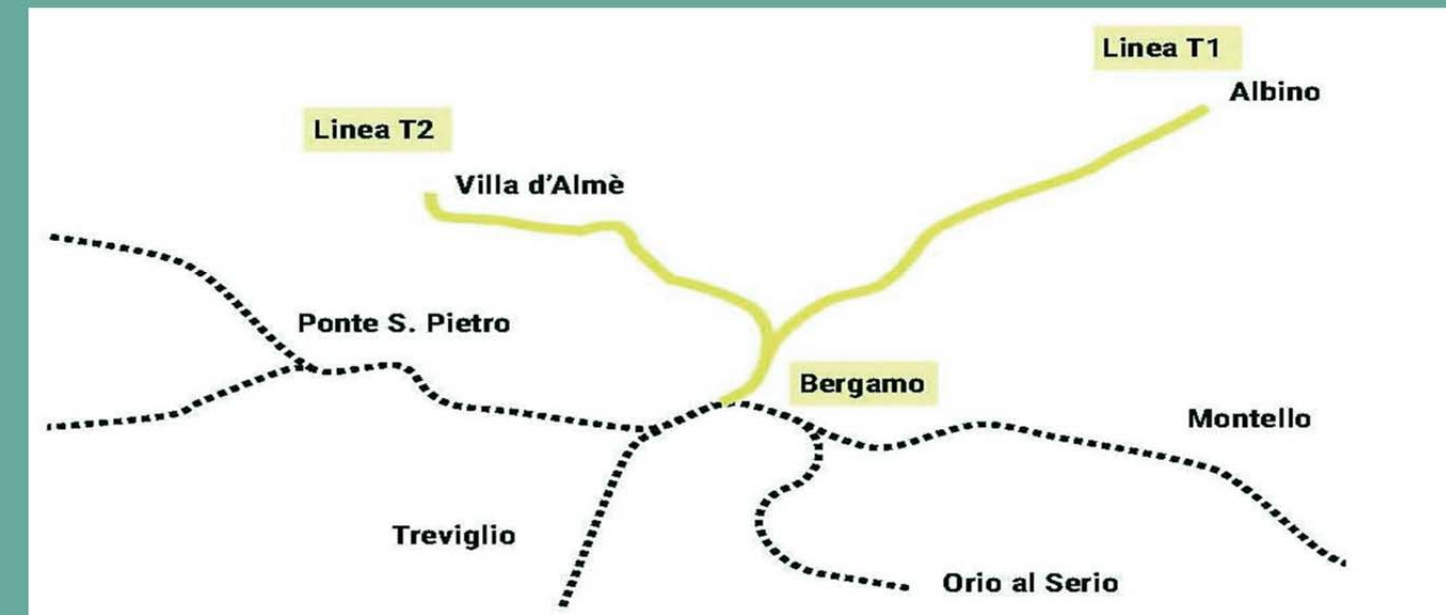 Linea T1
Albino
Linea T2
Villa d'Almè
Ponte S. Pietro
Bergamo
Montello
Treviglio
Orio al Serio